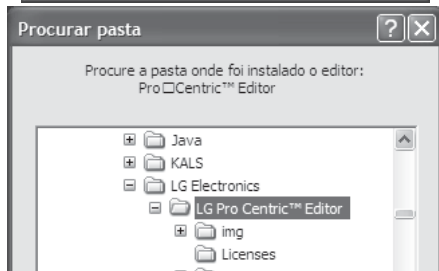 Procurar pasta
Procure a pasta onde foi instalado o editor:
Pro□Centric™ Editor
Java
KALS
LG Electronics
LG Pro Centric™ Editor
img
Licenses